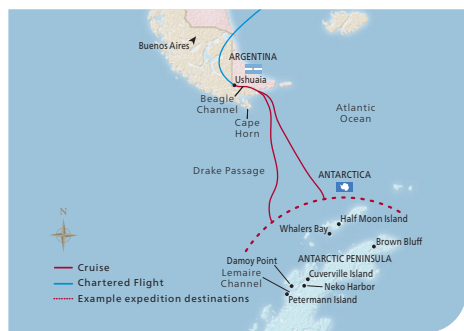 Buenos Aires
ARGENTINA
Ushuaia
Beagle
Channel
Cape
Horn
Atlantic
Ocean
Drake Passage
ANTARCTICA
N
Half Moon Island
Whalers Bay
Brown Bluff
ANTARCTIC PENINSULA
Damoy Point
Lemaire
Channel
Cuverville Island
Neko Harbor
Petermann Island
Cruise
Chartered Flight
Example expedition destinations